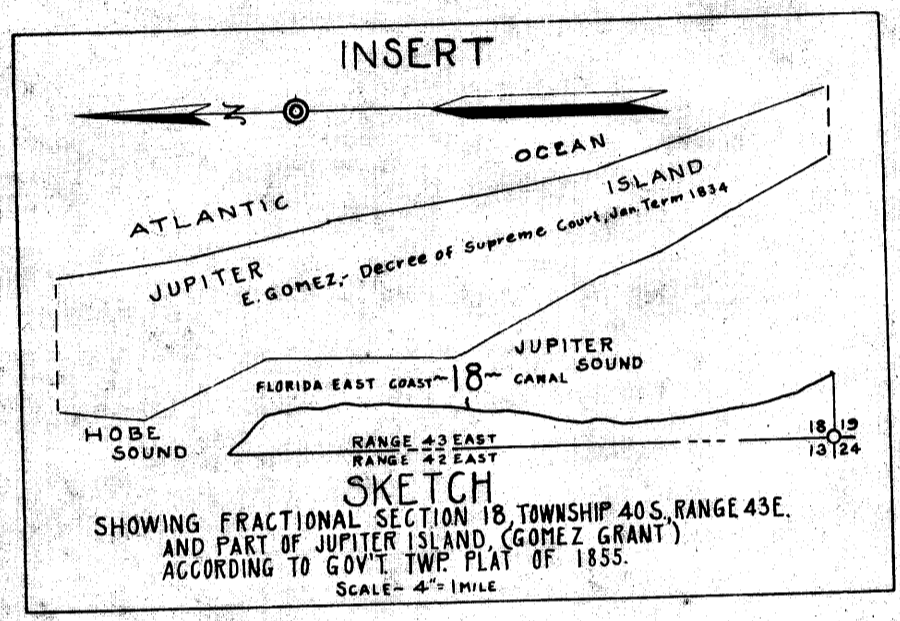 INSERT
N
OCEAN
ATLANTIC
ISLAND
JUPITER
E. GOMEZ,- Decree of Supreme Court, Jan. Term 1834
JUPITER
SOUND
FLORIDA EAST COAST~18~ CANAL
HOBE
SOUND
18 19
13 24
RANGE 43 EAST
RANGE 42 EAST
SKETCH
SHOWING FRACTIONAL SECTION 18, TOWNSHIP 40 S., RANGE 43E.
AND PART OF JUPITER ISLAND, (GOMEZ GRANT)
ACCORDING TO GOV'T. TWP. PLAT OF 1855.
SCALE- 4"= 1 MILE